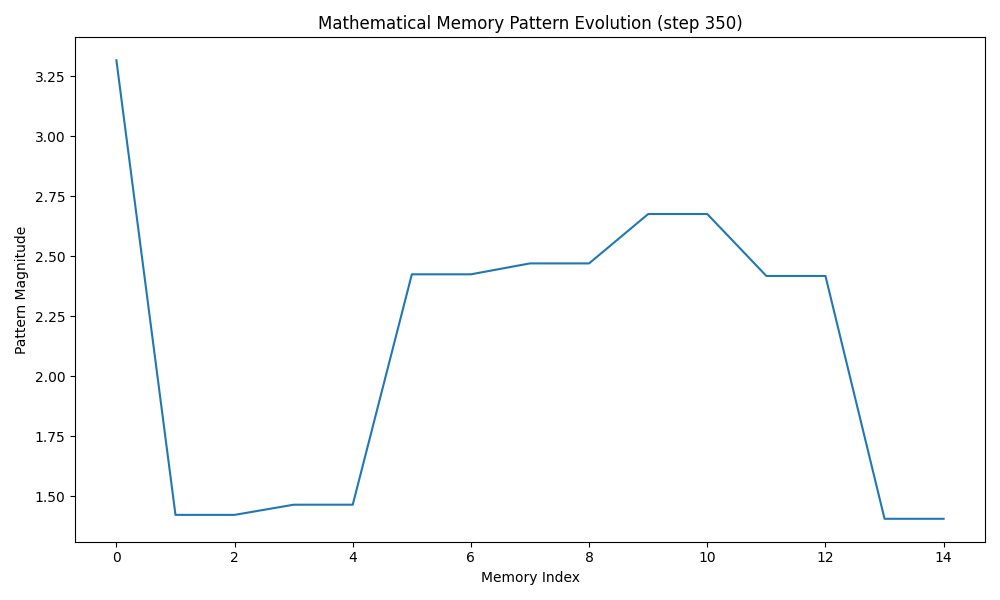 Mathematical Memory Pattern Evolution (step 350)
Pattern Magnitude
3.25
3.00
2.75
2.50
2.25
2.00
1.75
1.50
0 2 4 6 8 10 12 14
Memory Index